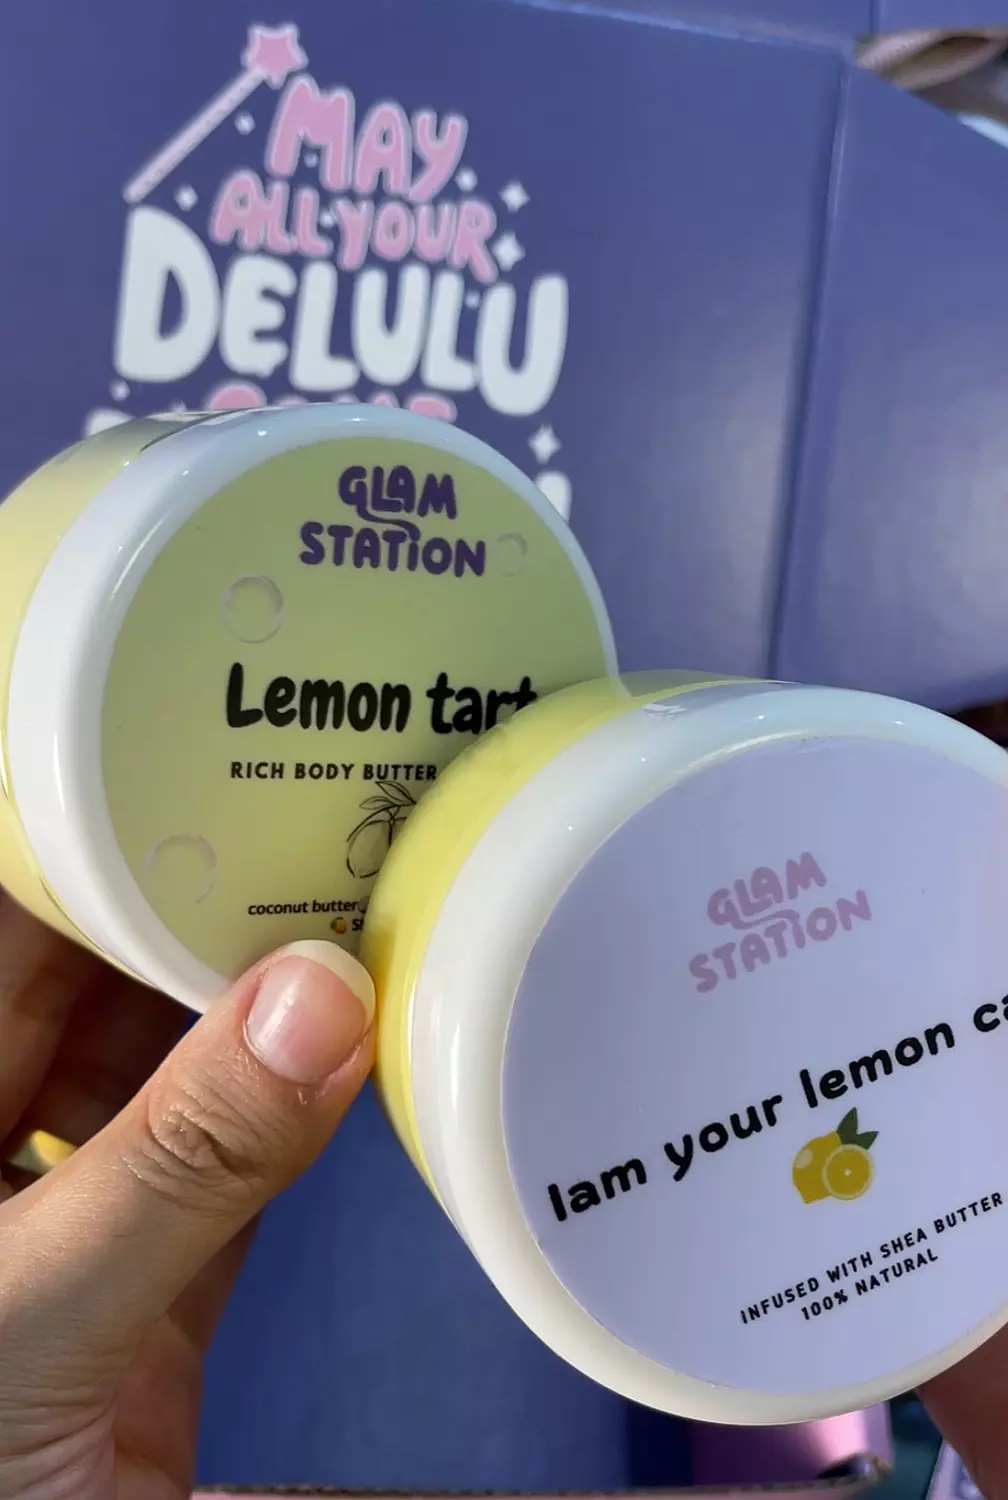 MAY
ALL YOUR
DELULU
GLAM
STATION
Lemon tart
RICH BODY BUTTER
coconut butter
GLAM
STATION
Iam your lemon
INFUSED WITH SHEA BUTTER
100% NATURAL